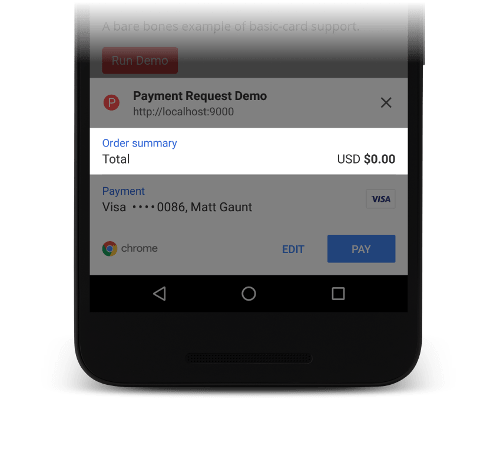 A bare bones example of basic-card support.
Run Demo
P
Payment Request Demo
http://localhost:9000
Order summary
Total USD $0.00
Payment
Visa •••• 0086, Matt Gaunt VISA
chrome EDIT PAY